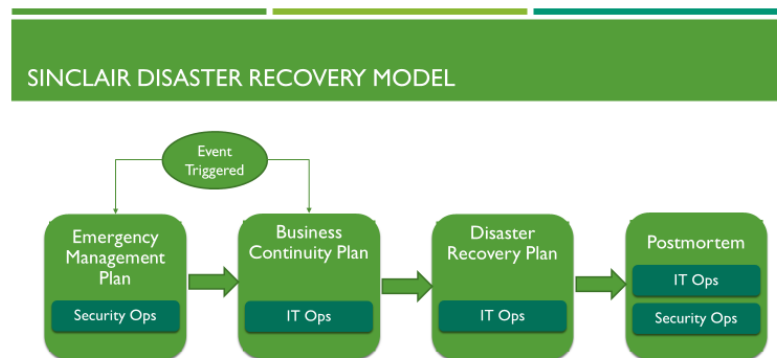 SINCLAIR DISASTER RECOVERY MODEL
Event
Triggered
Emergency
Management
Plan
Security Ops
Business
Continuity Plan
IT Ops
Disaster
Recovery Plan
IT Ops
Postmortem
IT Ops
Security Ops